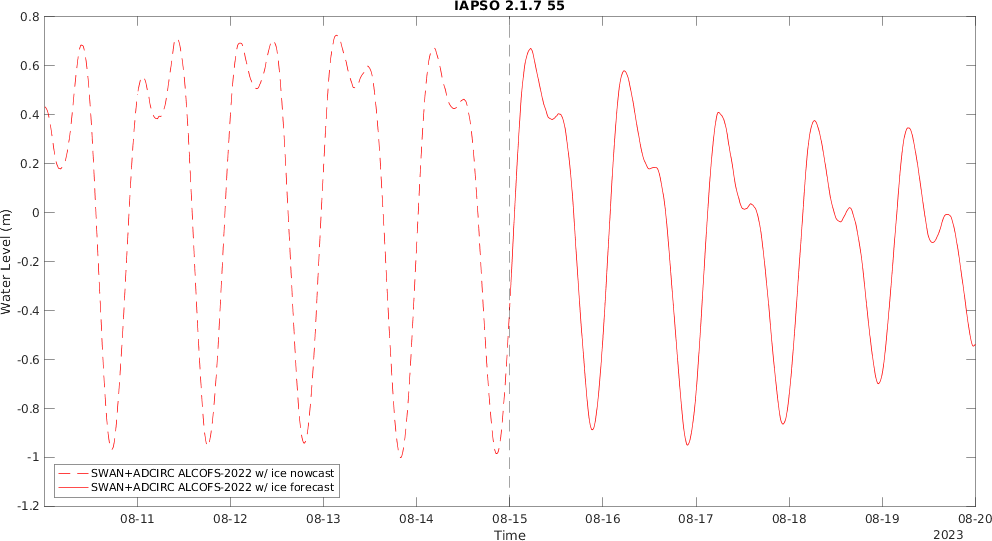 IAPSO 2.1.7 55
Water Level (m)
0.8
0.6
0.4
0.2
0
-0.2
-0.4
-0.6
-0.8
-1
-1.2
SWAN+ADCIRC ALCOFS-2022 w/ ice nowcast
SWAN+ADCIRC ALCOFS-2022 w/ ice forecast
08-11 08-12 08-13 08-14 08-15 08-16 08-17 08-18 08-19 08-20
Time
2023